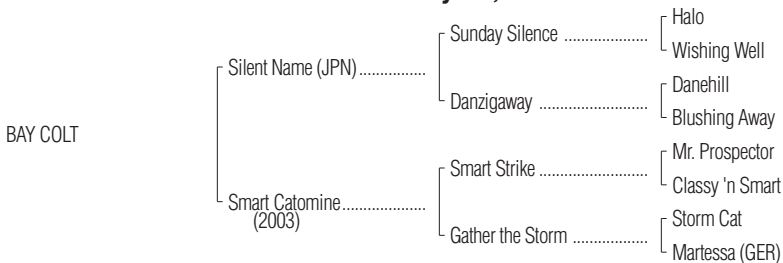 Halo
Sunday Silence ....................
Wishing Well
Silent Name (JPN)................
Danehill
Danzigaway ..........................
Blushing Away
BAY COLT
Mr. Prospector
Smart Strike .........................
Classy 'n Smart
Smart Catomine....................
(2003)
Storm Cat
Gather the Storm ..................
Martessa (GER)